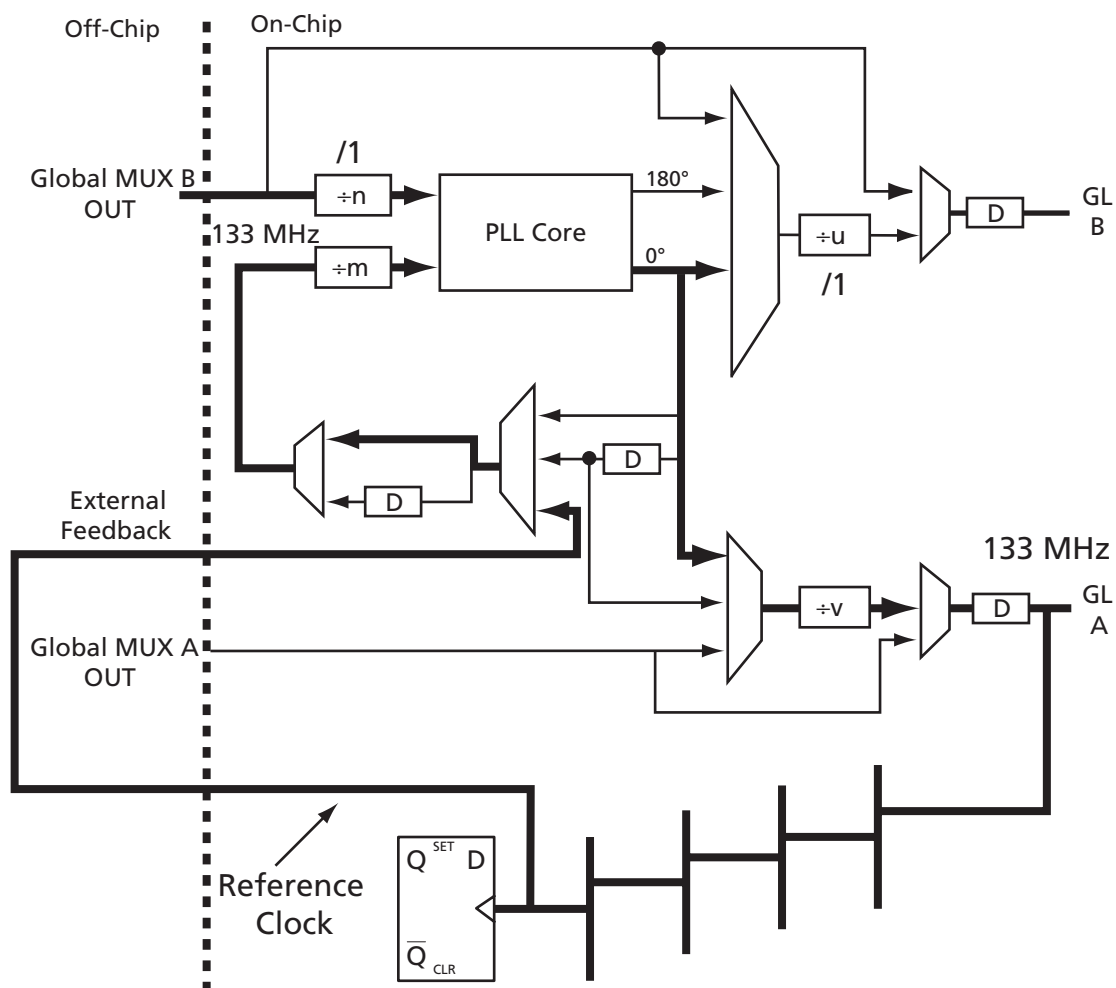 Off-Chip
On-Chip
Global MUX B
OUT
/1
÷n
133 MHz
÷m
PLL Core
180°
0°
÷u
/1
D
GL
B
D
D
External
Feedback
133 MHz
÷v
D
GL
A
Global MUX A
OUT
Reference
Clock
Q SET D
Q̅ CLR